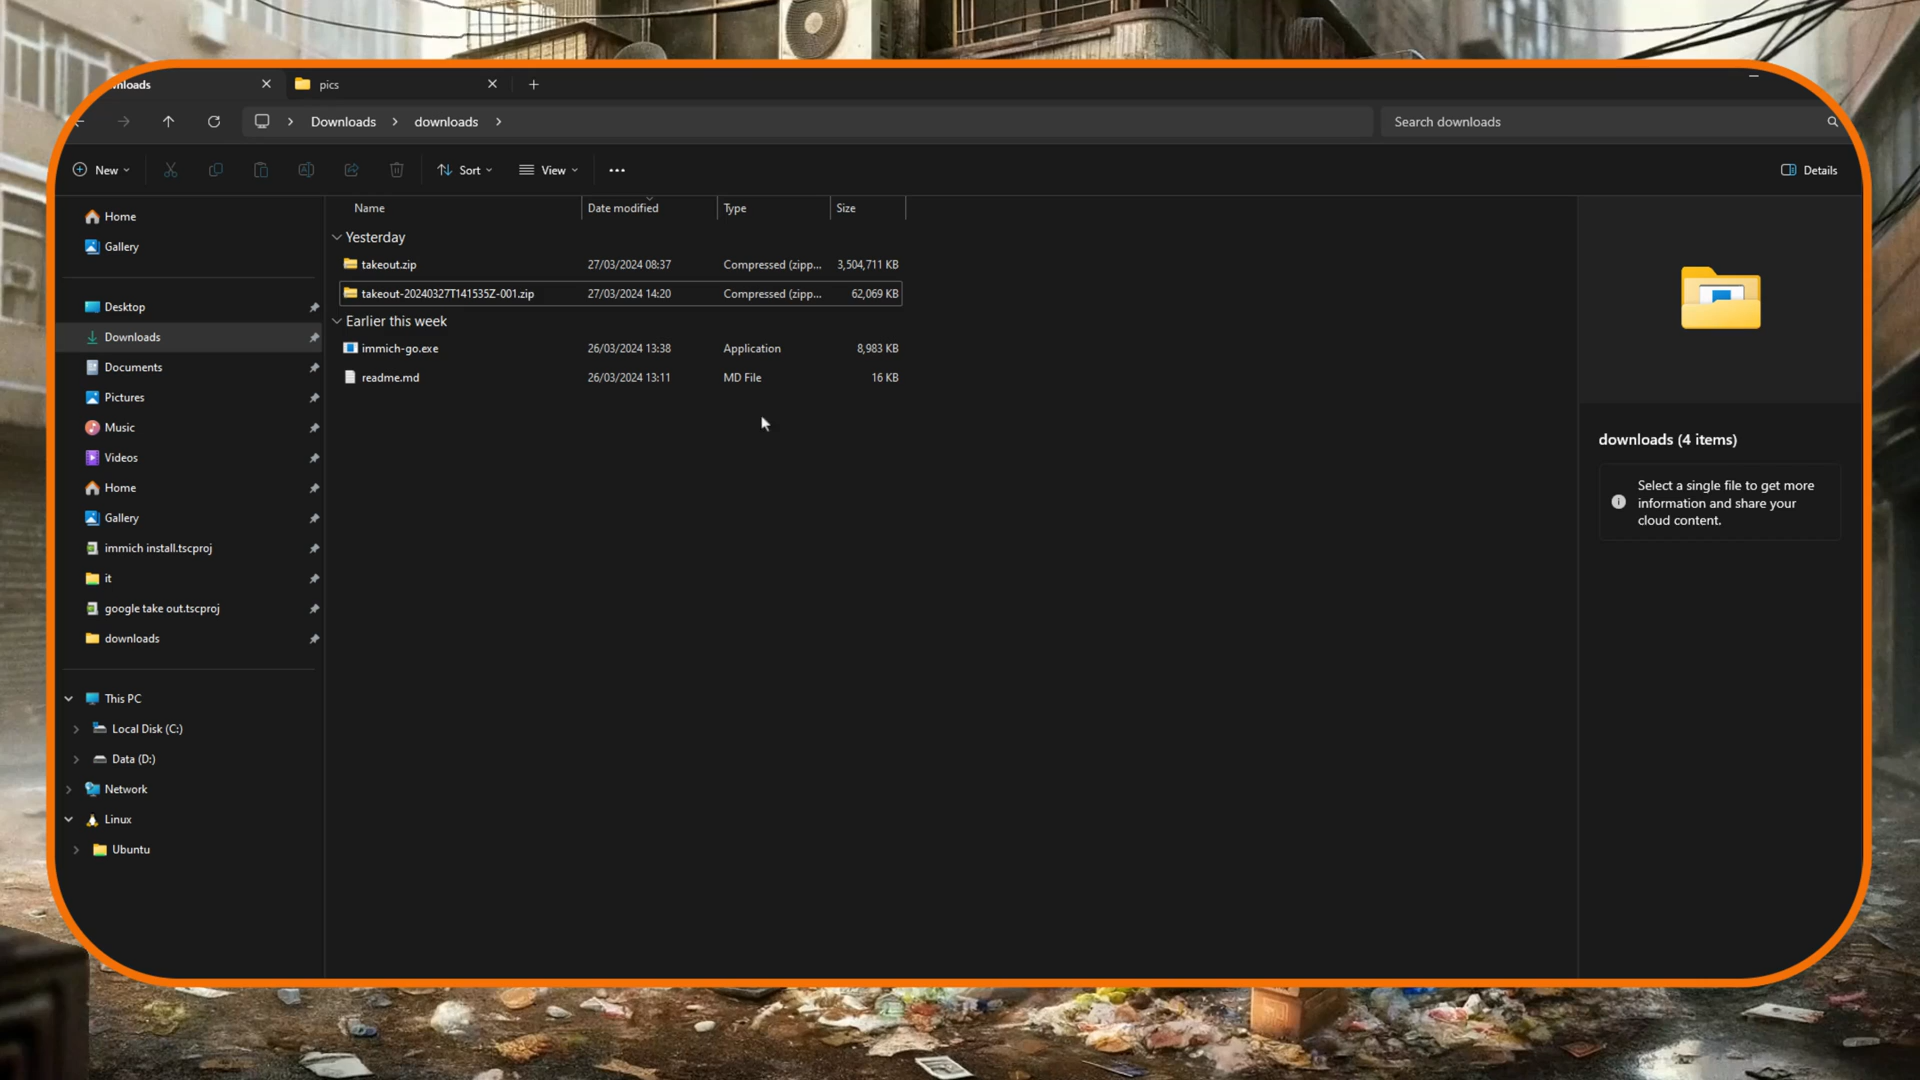 nloads
pics
Downloads
downloads
Search downloads
New
Sort
View
Details
Home
Gallery
Desktop
Downloads
Documents
Pictures
Music
Videos
Home
Gallery
immich install.tscproj
it
google take out.tscproj
downloads
This PC
Local Disk (C:)
Data (D:)
Network
Linux
Ubuntu
Name Date modified Type Size
Yesterday
takeout.zip 27/03/2024 08:37 Compressed (zipp... 3,504,711 KB
takeout-20240327T141535Z-001.zip 27/03/2024 14:20 Compressed (zipp... 62,069 KB
Earlier this week
immich-go.exe 26/03/2024 13:38 Application 8,983 KB
readme.md 26/03/2024 13:11 MD File 16 KB
downloads (4 items)
Select a single file to get more
information and share your
cloud content.